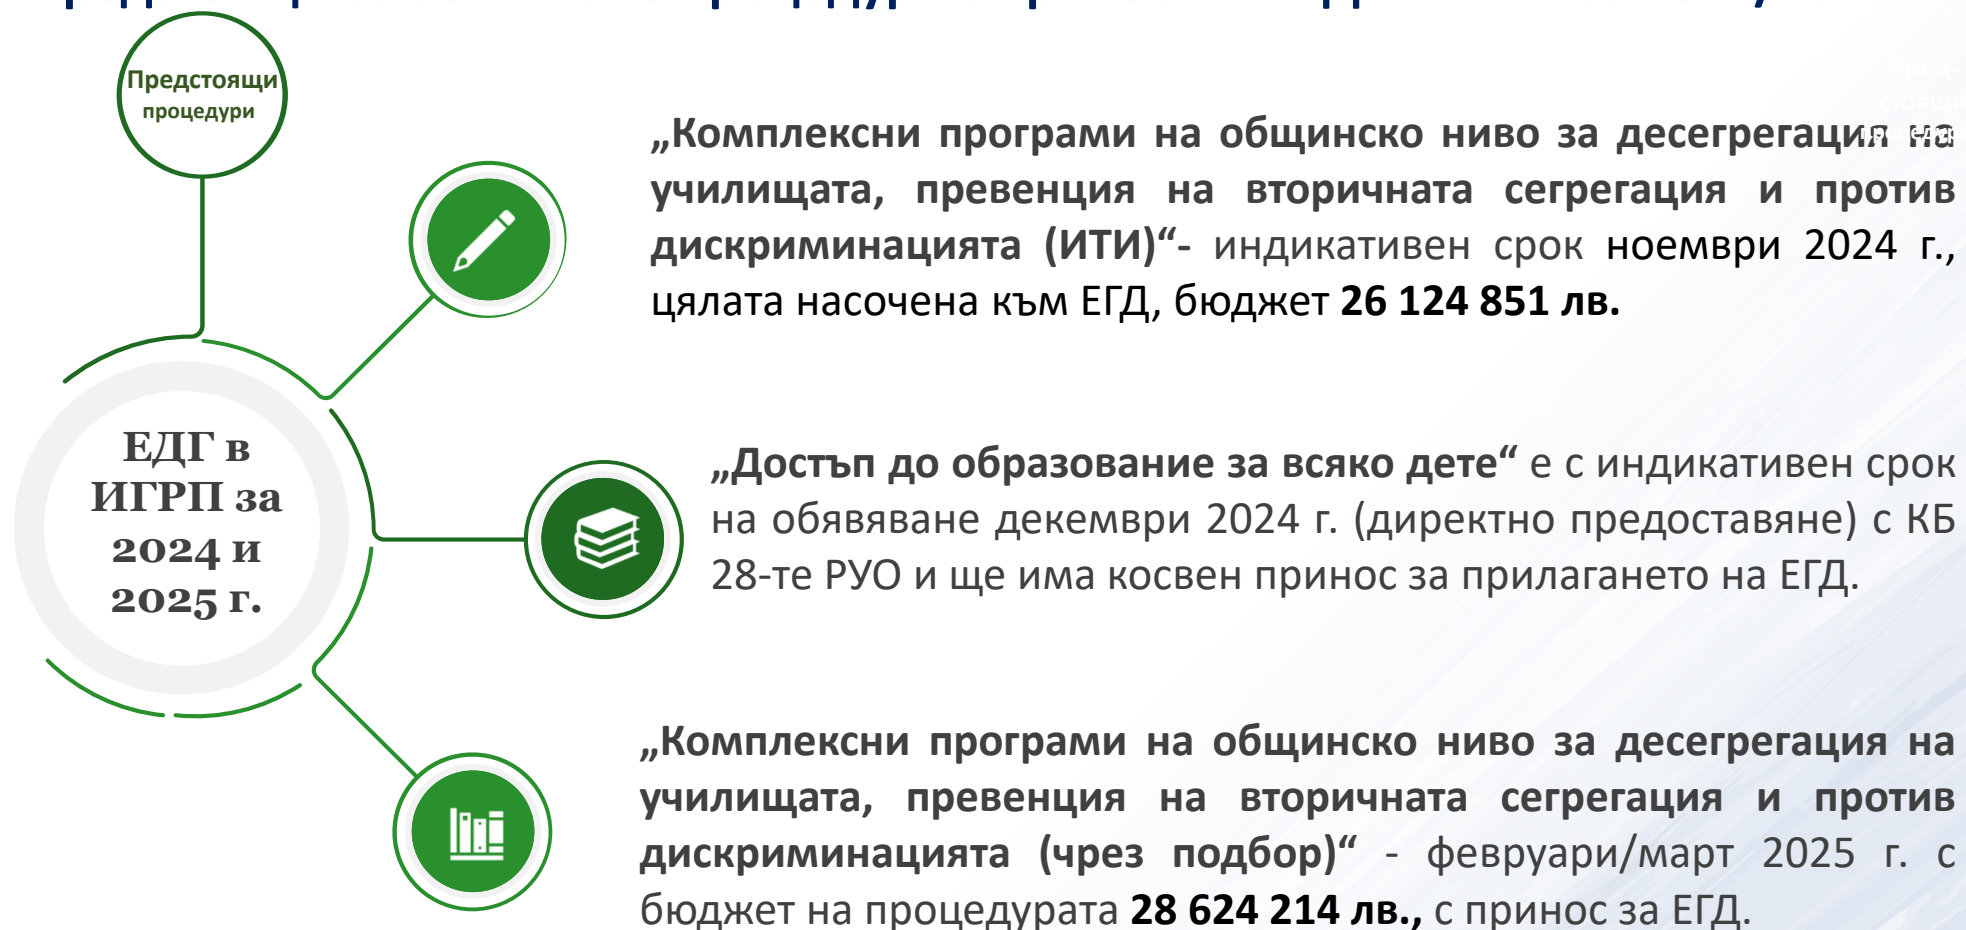 Предстоящи
процедури
„Комплексни програми на общинско ниво за десегрегация на
училищата, превенция на вторичната сегрегация и против
дискриминацията (ИТИ)“- индикативен срок ноември 2024 г.,
цялата насочена към ЕГД, бюджет 26 124 851 лв.
ЕДГ в
ИГРП за
2024 и
2025 г.
„Достъп до образование за всяко дете“ е с индикативен срок
на обявяване декември 2024 г. (директно предоставяне) с КБ
28-те РУО и ще има косвен принос за прилагането на ЕГД.
„Комплексни програми на общинско ниво за десегрегация на
училищата, превенция на вторичната сегрегация и против
дискриминацията (чрез подбор)“ - февруари/март 2025 г. с
бюджет на процедурата 28 624 214 лв., с принос за ЕГД.
Пред-
стоящи